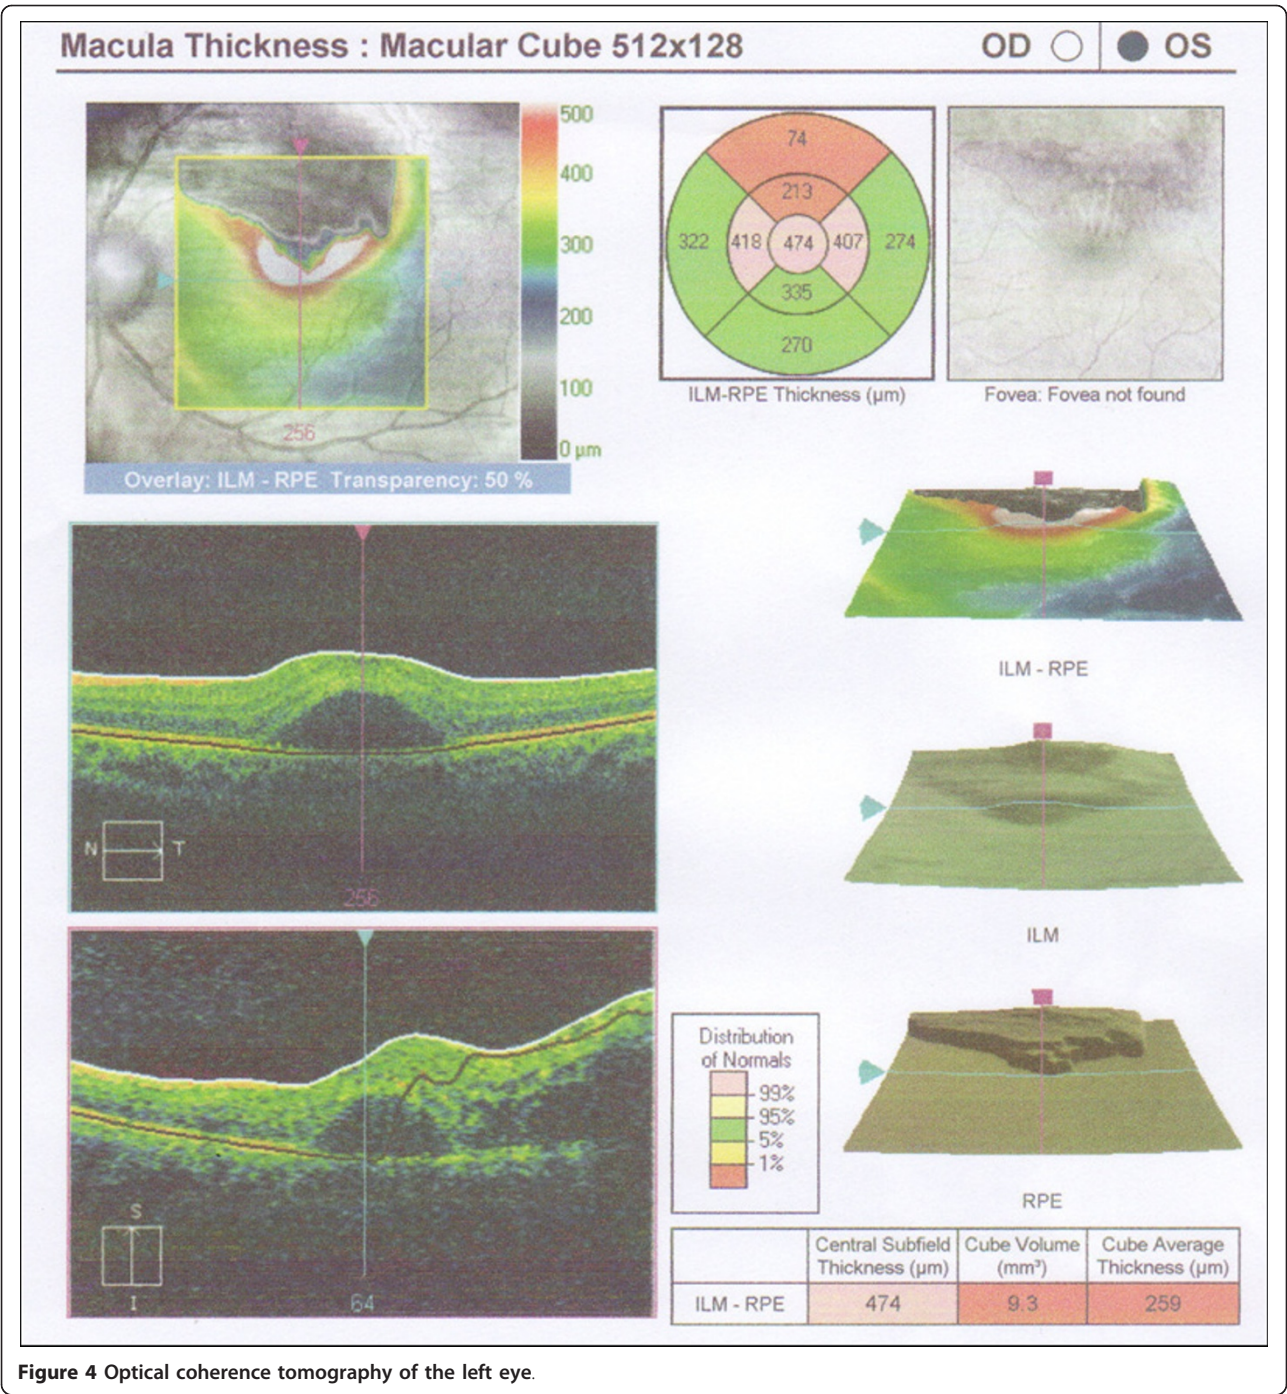 Macula Thickness : Macular Cube 512x128
OD OS
500
400
300
200
100
0 µm
256
Overlay: ILM - RPE Transparency: 50 %
74
213
322 418 474 407 274
335
270
ILM-RPE Thickness (µm)
Fovea: Fovea not found
ILM - RPE
N T
256
ILM
S
I
64
Distribution
of Normals
99%
95%
5%
1%
RPE
Central Subfield
Thickness (µm)
Cube Volume
(mm³)
Cube Average
Thickness (µm)
ILM - RPE 474 9.3 259
Figure 4 Optical coherence tomography of the left eye.